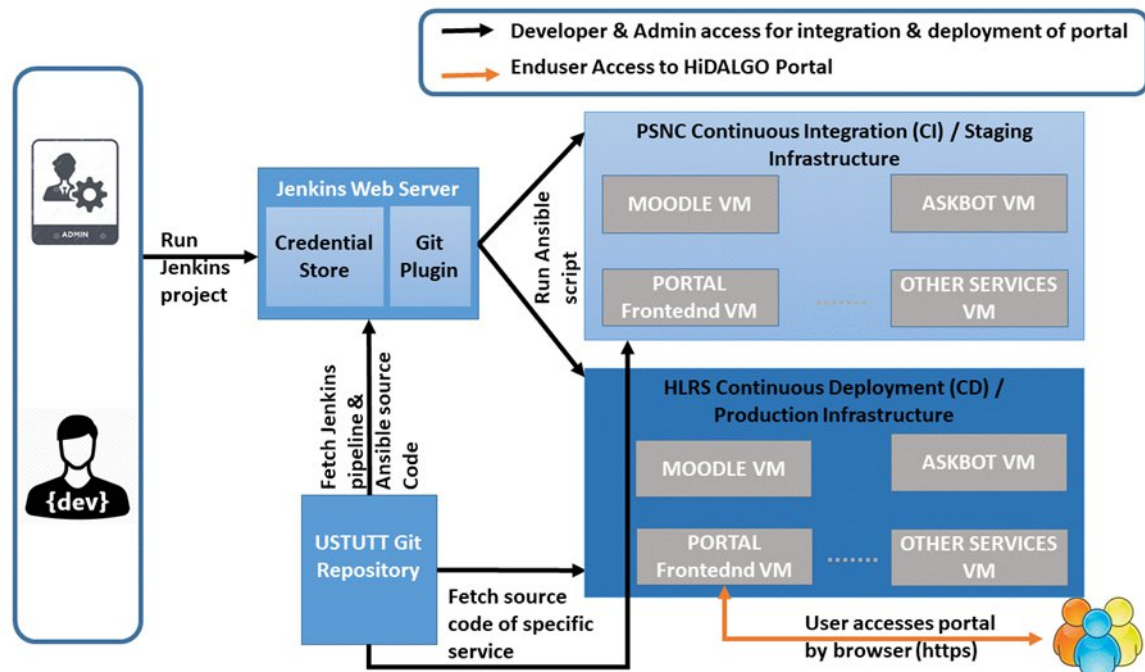 Developer & Admin access for integration & deployment of portal
Enduser Access to HiDALGO Portal
ADMIN
{dev}
Run
Jenkins
project
Jenkins Web Server
Credential
Store
Git
Plugin
Run Ansible
script
PSNC Continuous Integration (CI) / Staging
Infrastructure
MOODLE VM
ASKBOT VM
PORTAL
Frontednd VM
........
OTHER SERVICES
VM
Fetch Jenkins
pipeline &
Ansible source
Code
HLRS Continuous Deployment (CD) /
Production Infrastructure
MOODLE VM
ASKBOT VM
PORTAL
Frontednd VM
........
OTHER SERVICES
VM
USTUTT Git
Repository
Fetch source
code of specific
service
User accesses portal
by browser (https)